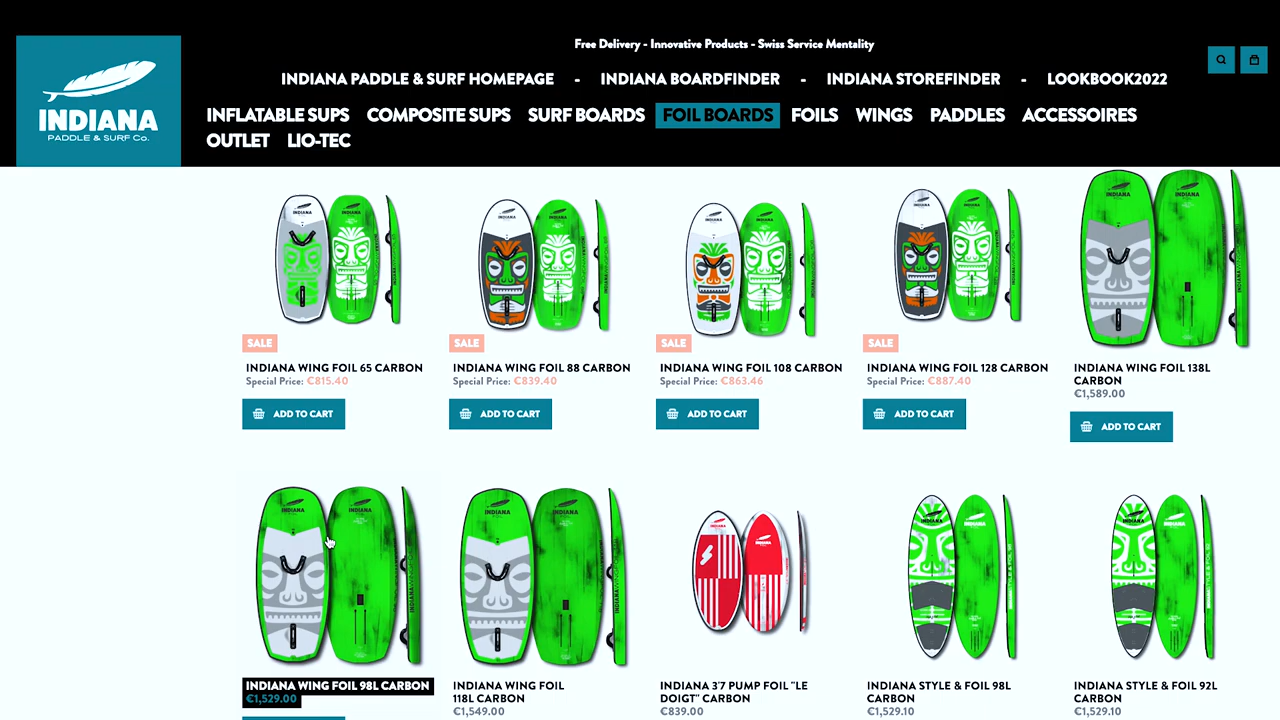 Free Delivery - Innovative Products - Swiss Service Mentality
INDIANA PADDLE & SURF HOMEPAGE - INDIANA BOARDFINDER - INDIANA STOREFINDER - LOOKBOOK2022
INDIANA
PADDLE & SURF Co.
INFLATABLE SUPS COMPOSITE SUPS SURF BOARDS FOIL BOARDS FOILS WINGS PADDLES ACCESSOIRES
OUTLET LIO-TEC
SALE
INDIANA WING FOIL 65 CARBON
Special Price: €815.40
ADD TO CART
SALE
INDIANA WING FOIL 88 CARBON
Special Price: €839.40
ADD TO CART
SALE
INDIANA WING FOIL 108 CARBON
Special Price: €863.46
ADD TO CART
SALE
INDIANA WING FOIL 128 CARBON
Special Price: €887.40
ADD TO CART
INDIANA WING FOIL 138L
CARBON
€1,589.00
ADD TO CART
INDIANA WING FOIL 98L CARBON
€1,529.00
INDIANA WING FOIL
118L CARBON
€1,549.00
INDIANA 3'7 PUMP FOIL "LE
DOIGT" CARBON
€839.00
INDIANA STYLE & FOIL 98L
CARBON
€1,529.10
INDIANA STYLE & FOIL 92L
CARBON
€1,529.10